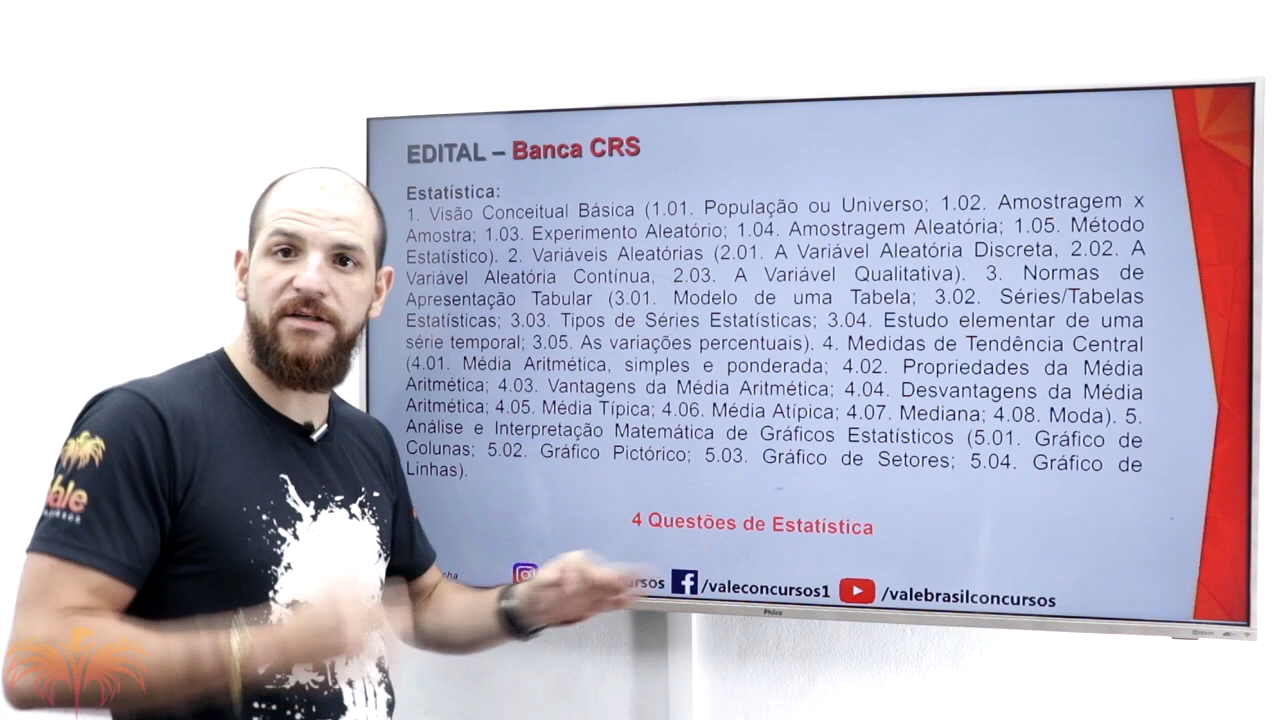 EDITAL – Banca CRS
Estatística:
1. Visão Conceitual Básica (1.01. População ou Universo; 1.02. Amostragem x
Amostra; 1.03. Experimento Aleatório; 1.04. Amostragem Aleatória; 1.05. Método
Estatístico). 2. Variáveis Aleatórias (2.01. A Variável Aleatória Discreta, 2.02. A
Variável Aleatória Contínua, 2.03. A Variável Qualitativa). 3. Normas de
Apresentação Tabular (3.01. Modelo de uma Tabela; 3.02. Séries/Tabelas
Estatísticas; 3.03. Tipos de Séries Estatísticas; 3.04. Estudo elementar de uma
série temporal; 3.05. As variações percentuais). 4. Medidas de Tendência Central
(4.01. Média Aritmética, simples e ponderada; 4.02. Propriedades da Média
Aritmética; 4.03. Vantagens da Média Aritmética; 4.04. Desvantagens da Média
Aritmética; 4.05. Média Típica; 4.06. Média Atípica; 4.07. Mediana; 4.08. Moda). 5.
Análise e Interpretação Matemática de Gráficos Estatísticos (5.01. Gráfico de
Colunas; 5.02. Gráfico Pictórico; 5.03. Gráfico de Setores; 5.04. Gráfico de
Linhas).
4 Questões de Estatística
/valeconcursos1 /valebrasilconcursos
Philco